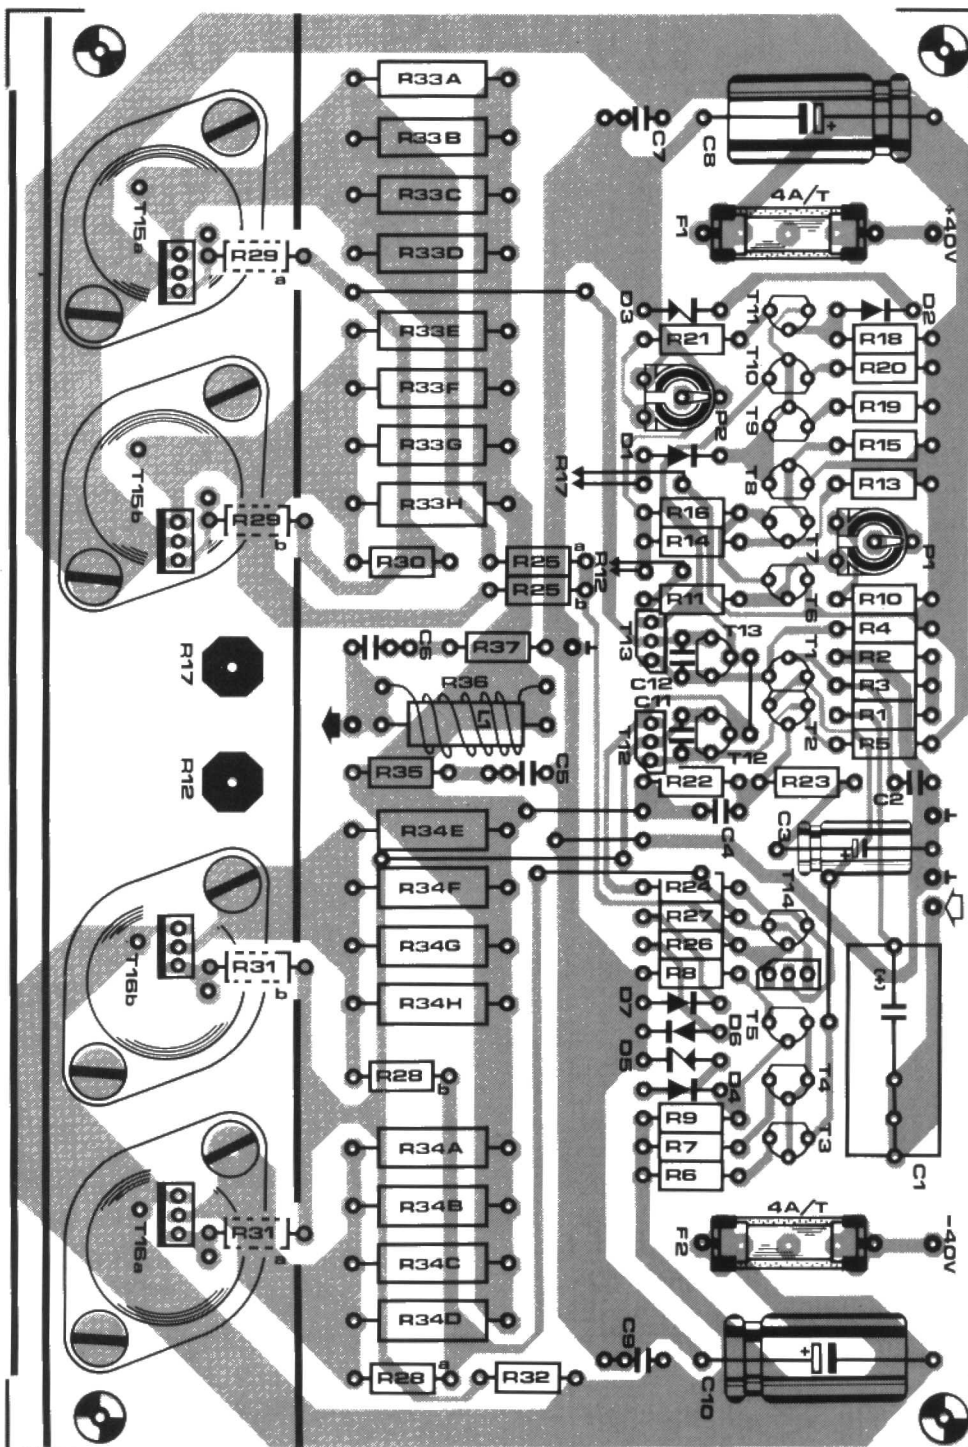 R33A
R33B
C7
C8
R33C
4A/T
F1
+40V
T15a
R33D
R29
a
D3
T11
D2
R33E
R21
R18
T10
R20
R33F
P2
T9
R19
R33G
D1
R15
T15b
R17
T8
R13
R33H
R16
R29
b
R14
T7
P1
R30
R25
a
R12
R25
b
R11
T6
R10
T13
T13
R4
C6
R37
T1
R2
R17
R36
C12
R3
L1
C11
R1
T12
T12
T2
R5
R35
C5
R22
R23
C2
R12
C4
C3
+
R34E
R34F
R24
T14
R27
T16b
R34G
R26
R31
b
R8
(+)
R34H
D7
D6
T5
D5
R28
b
D4
T4
R9
R34A
R7
T3
R6
C1
R34B
4A/T
T16a
R31
a
F2
-40V
R34C
R34D
C9
+
R28
a
R32
C10